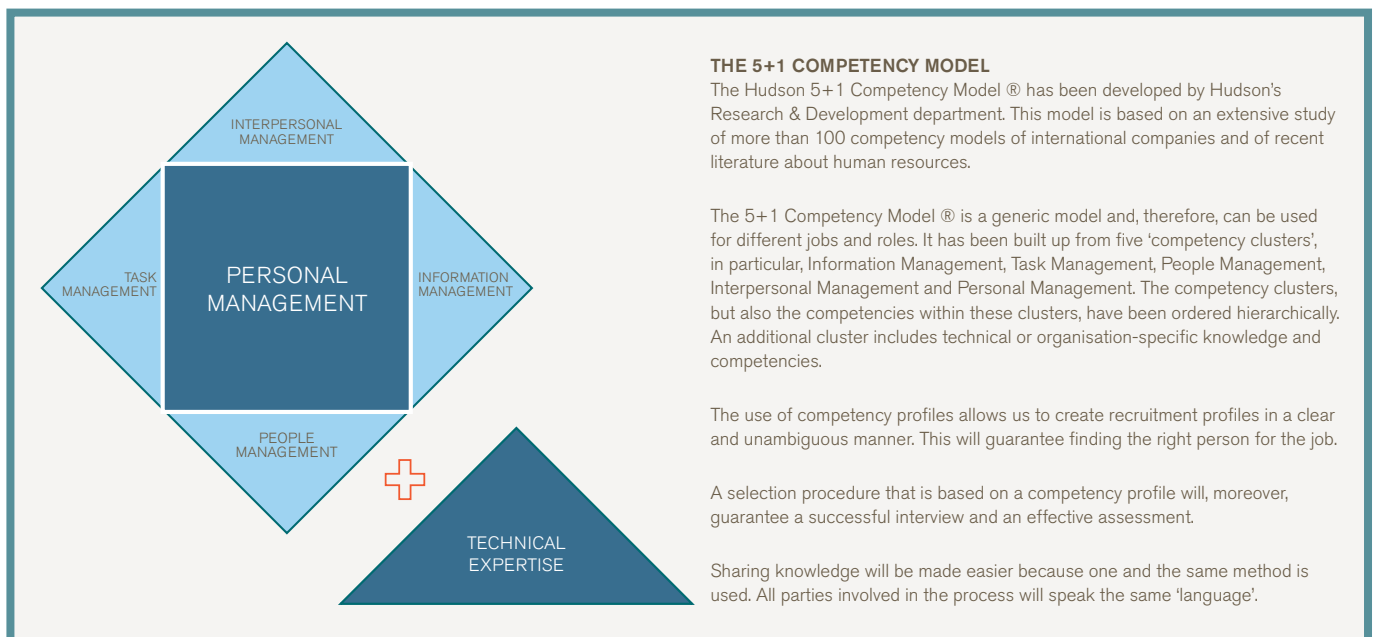 INTERPERSONAL
MANAGEMENT
TASK
MANAGEMENT
PERSONAL
MANAGEMENT
INFORMATION
MANAGEMENT
PEOPLE
MANAGEMENT
TECHNICAL
EXPERTISE
THE 5+1 COMPETENCY MODEL
The Hudson 5+1 Competency Model ® has been developed by Hudson's
Research & Development department. This model is based on an extensive study
of more than 100 competency models of international companies and of recent
literature about human resources.
The 5+1 Competency Model ® is a generic model and, therefore, can be used
for different jobs and roles. It has been built up from five 'competency clusters',
in particular, Information Management, Task Management, People Management,
Interpersonal Management and Personal Management. The competency clusters,
but also the competencies within these clusters, have been ordered hierarchically.
An additional cluster includes technical or organisation-specific knowledge and
competencies.
The use of competency profiles allows us to create recruitment profiles in a clear
and unambiguous manner. This will guarantee finding the right person for the job.
A selection procedure that is based on a competency profile will, moreover,
guarantee a successful interview and an effective assessment.
Sharing knowledge will be made easier because one and the same method is
used. All parties involved in the process will speak the same 'language'.